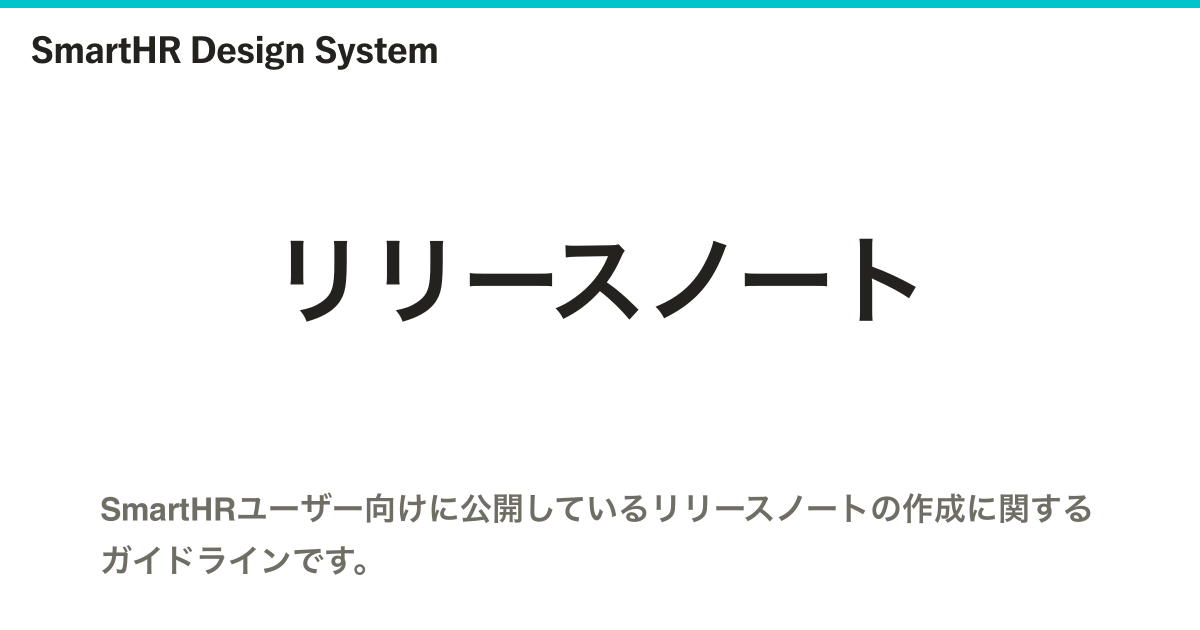 SmartHR Design System
リリースノート
SmartHRユーザー向けに公開しているリリースノートの作成に関する
ガイドラインです。